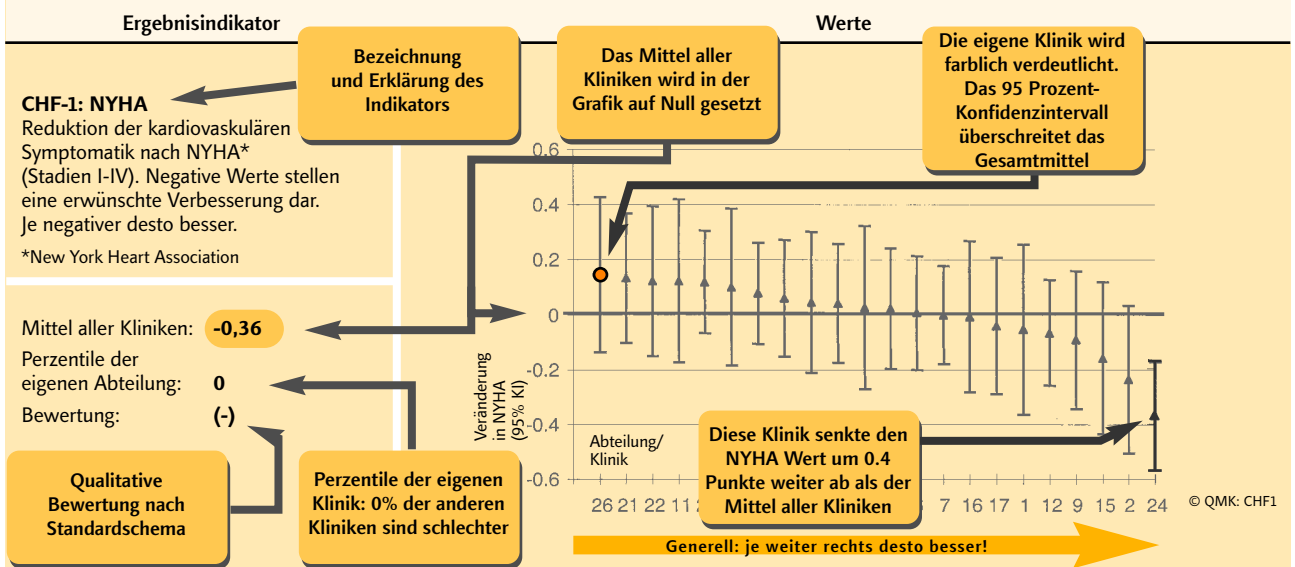 Ergebnisindikator
Werte
Bezeichnung
und Erklärung des
Indikators
Das Mittel aller
Kliniken wird in der
Grafik auf Null gesetzt
Die eigene Klinik wird
farblich verdeutlicht.
Das 95 Prozent-
Konfidenzintervall
überschreitet das
Gesamtmittel
CHF-1: NYHA
Reduktion der kardiovaskulären
Symptomatik nach NYHA*
(Stadien I-IV). Negative Werte stellen
eine erwünschte Verbesserung dar.
Je negativer desto besser.
*New York Heart Association
Mittel aller Kliniken: -0,36
Perzentile der
eigenen Abteilung: 0
Bewertung: (-)
Qualitative
Bewertung nach
Standardschema
Perzentile der eigenen
Klinik: 0% der anderen
Kliniken sind schlechter
0.6
0.4
0.2
0
-0.2
-0.4
-0.6
Veränderung
in NYHA
(95% KI)
Abteilung/
Klinik
Diese Klinik senkte den
NYHA Wert um 0.4
Punkte weiter ab als der
Mittel aller Kliniken
26 21 22 11 7 16 17 1 12 9 15 2 24
© QMK: CHF1
Generell: je weiter rechts desto besser!